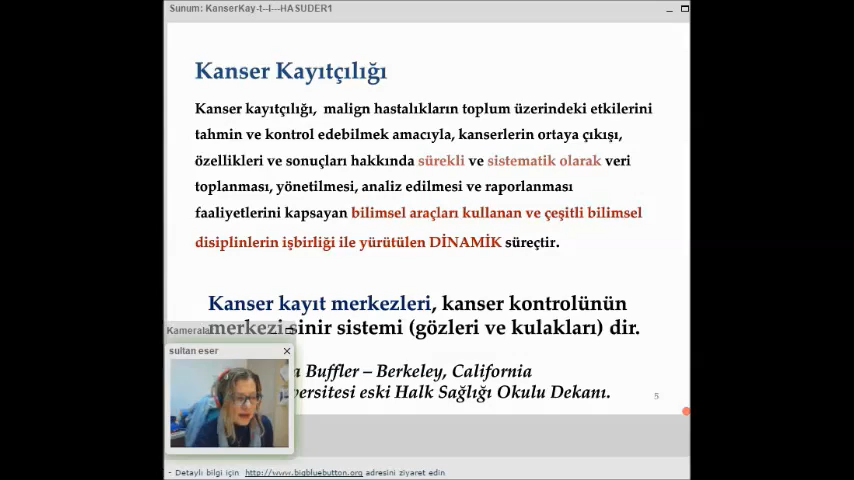 Sunum: KanserKay-t--I---HASUDER1
Kanser Kayıtçılığı
Kanser kayıtçılığı, malign hastalıkların toplum üzerindeki etkilerini
tahmin ve kontrol edebilmek amacıyla, kanserlerin ortaya çıkışı,
özellikleri ve sonuçları hakkında sürekli ve sistematik olarak veri
toplanması, yönetilmesi, analiz edilmesi ve raporlanması
faaliyetlerini kapsayan bilimsel araçları kullanan ve çeşitli bilimsel
disiplinlerin işbirliği ile yürütülen DİNAMİK süreçtir.
Kanser kayıt merkezleri, kanser kontrolünün
merkezi sinir sistemi (gözleri ve kulakları) dir.
Kameralar
sultan eser
a Buffler – Berkeley, California
versitesi eski Halk Sağlığı Okulu Dekanı.
5
- Detaylı bilgi için http://www.bigbluebutton.org adresini ziyaret edin